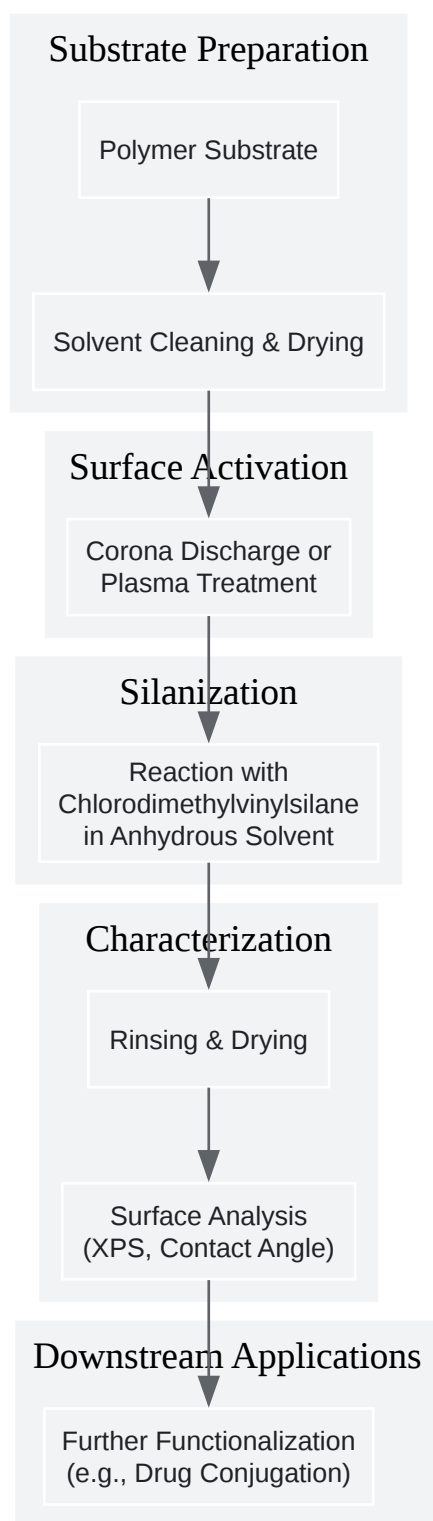 Substrate Preparation
Polymer Substrate
Solvent Cleaning & Drying
Surface Activation
Corona Discharge or
Plasma Treatment
Silanization
Reaction with
Chlorodimethylvinylsilane
in Anhydrous Solvent
Characterization
Rinsing & Drying
Surface Analysis
(XPS, Contact Angle)
Downstream Applications
Further Functionalization
(e.g., Drug Conjugation)